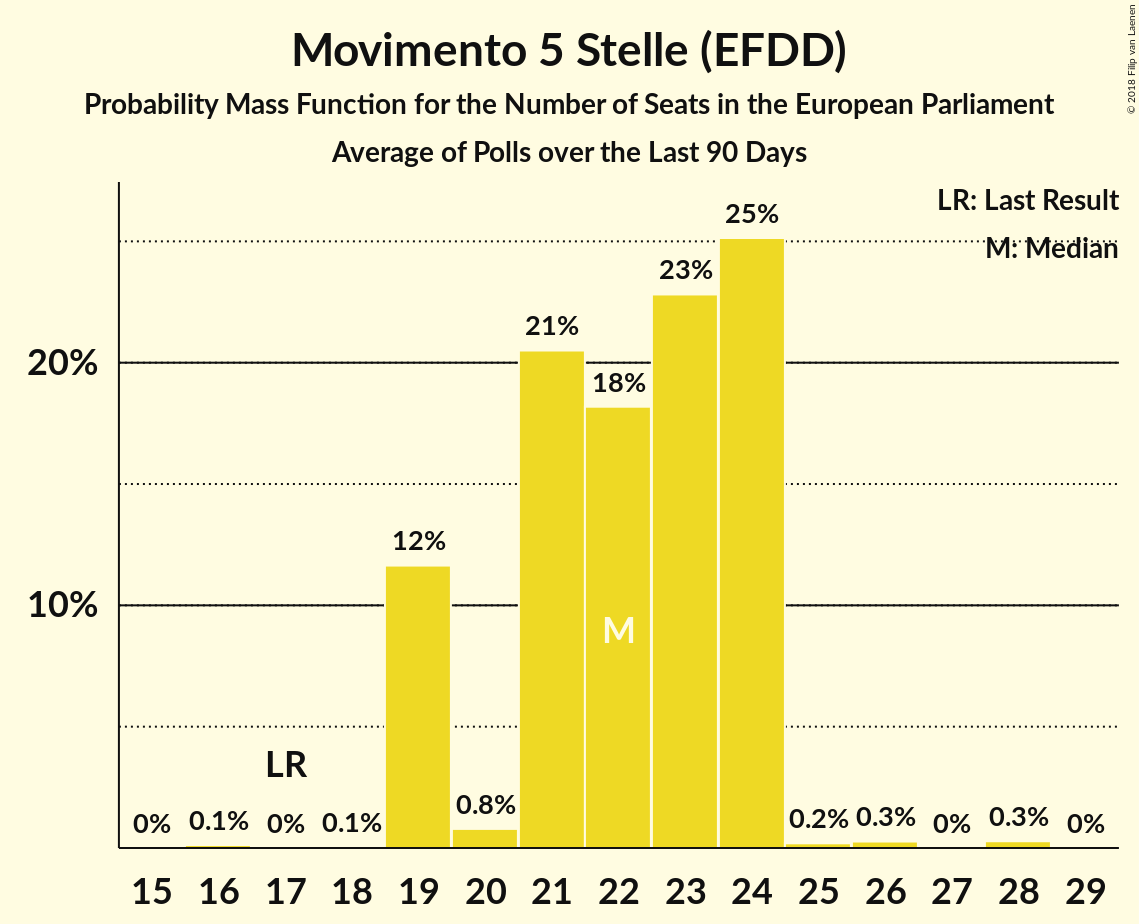 Movimento 5 Stelle (EFDD)
Probability Mass Function for the Number of Seats in the European Parliament
Average of Polls over the Last 90 Days
© 2018 Filip van Laenen
LR: Last Result
M: Median
25%
23%
21%
20%
18%
12%
10%
M
LR
0% 0.1% 0% 0.1% 0.8% 0.2% 0.3% 0% 0.3% 0%
15 16 17 18 19 20 21 22 23 24 25 26 27 28 29